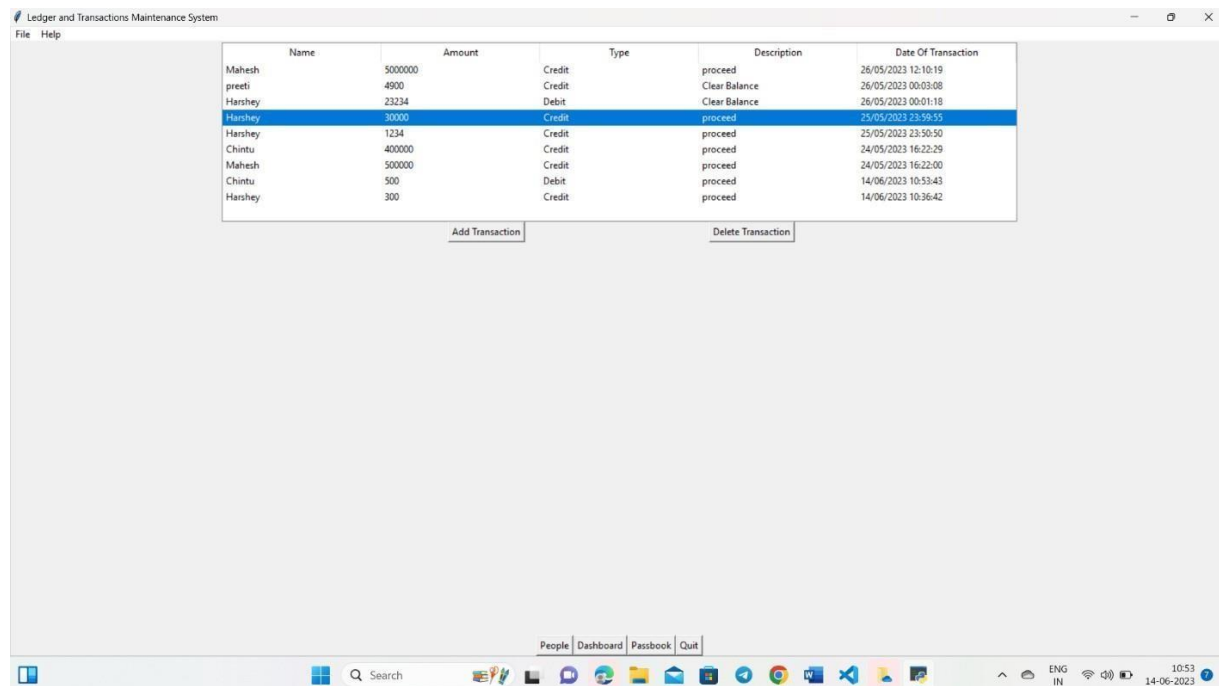 Ledger and Transactions Maintenance System
File Help
Name Amount Type Description Date Of Transaction
Mahesh 5000000 Credit proceed 26/05/2023 12:10:19
preeti 4900 Credit Clear Balance 26/05/2023 00:03:08
Harshey 23234 Debit Clear Balance 26/05/2023 00:01:18
Harshey 30000 Credit proceed 25/05/2023 23:59:55
Harshey 1234 Credit proceed 25/05/2023 23:50:50
Chintu 400000 Credit proceed 24/05/2023 16:22:29
Mahesh 500000 Credit proceed 24/05/2023 16:22:00
Chintu 500 Debit proceed 14/06/2023 10:53:43
Harshey 300 Credit proceed 14/06/2023 10:36:42
Add Transaction Delete Transaction
People Dashboard Passbook Quit
Search ENG 10:53
IN 14-06-2023 7